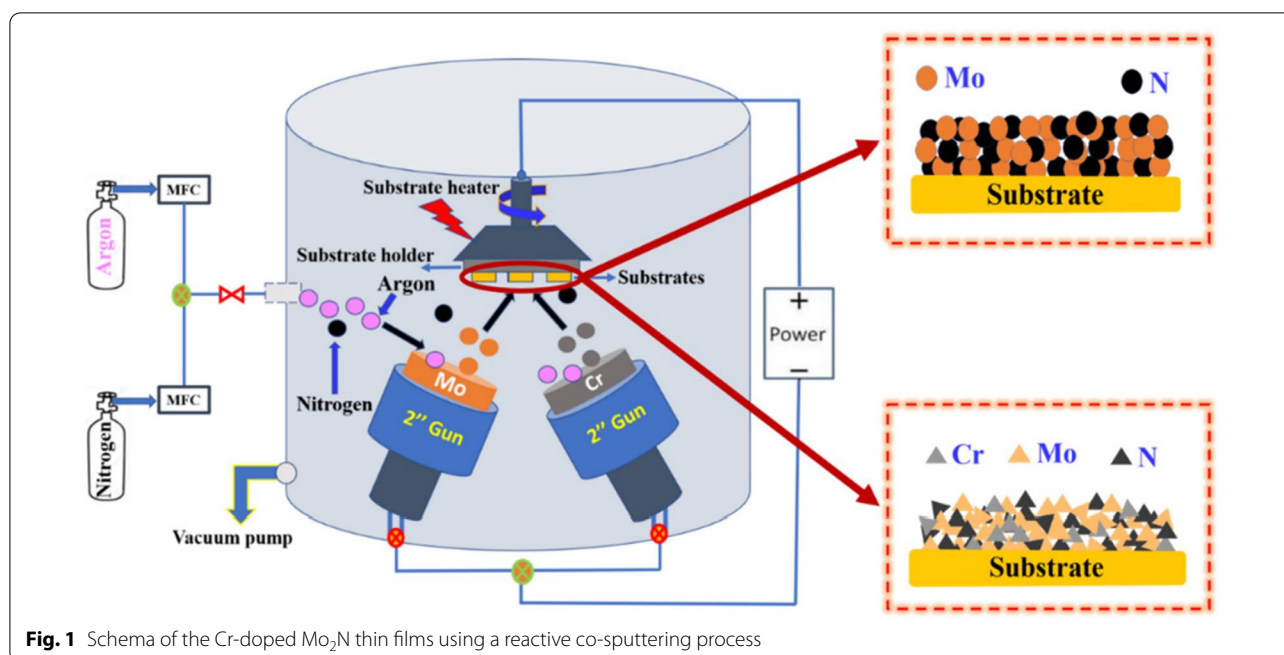 Argon
MFC
MFC
Nitrogen
Vacuum pump
Substrate heater
Substrate holder
Argon
Substrates
Nitrogen
Mo
2’’ Gun
Cr
2’’ Gun
+
Power
−
Mo N
Substrate
Cr Mo N
Substrate
Fig. 1 Schema of the Cr-doped Mo₂N thin films using a reactive co-sputtering process